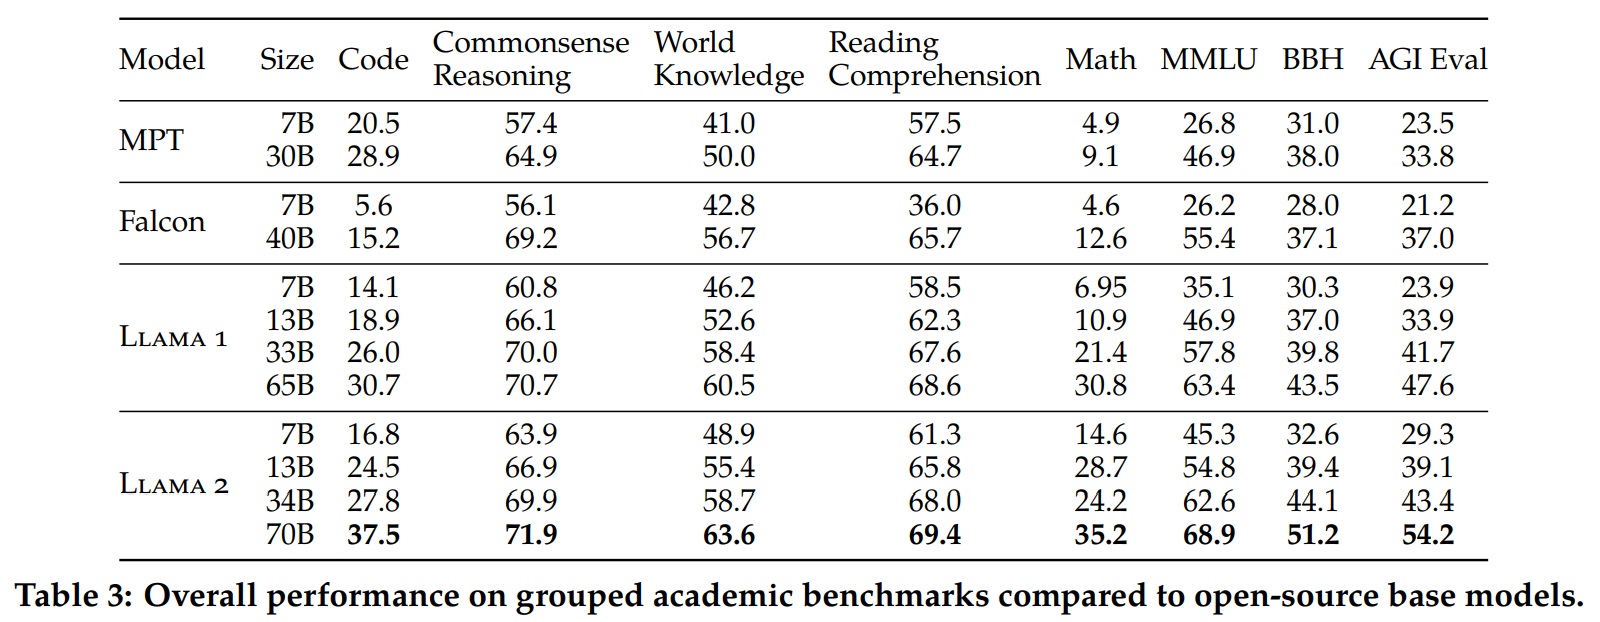 Model Size Code Commonsense Reasoning World Knowledge Reading Comprehension Math MMLU BBH AGI Eval
MPT 7B 20.5 57.4 41.0 57.5 4.9 26.8 31.0 23.5
30B 28.9 64.9 50.0 64.7 9.1 46.9 38.0 33.8
Falcon 7B 5.6 56.1 42.8 36.0 4.6 26.2 28.0 21.2
40B 15.2 69.2 56.7 65.7 12.6 55.4 37.1 37.0
LLAMA 1 7B 14.1 60.8 46.2 58.5 6.95 35.1 30.3 23.9
13B 18.9 66.1 52.6 62.3 10.9 46.9 37.0 33.9
33B 26.0 70.0 58.4 67.6 21.4 57.8 39.8 41.7
65B 30.7 70.7 60.5 68.6 30.8 63.4 43.5 47.6
LLAMA 2 7B 16.8 63.9 48.9 61.3 14.6 45.3 32.6 29.3
13B 24.5 66.9 55.4 65.8 28.7 54.8 39.4 39.1
34B 27.8 69.9 58.7 68.0 24.2 62.6 44.1 43.4
70B 37.5 71.9 63.6 69.4 35.2 68.9 51.2 54.2
Table 3: Overall performance on grouped academic benchmarks compared to open-source base models.